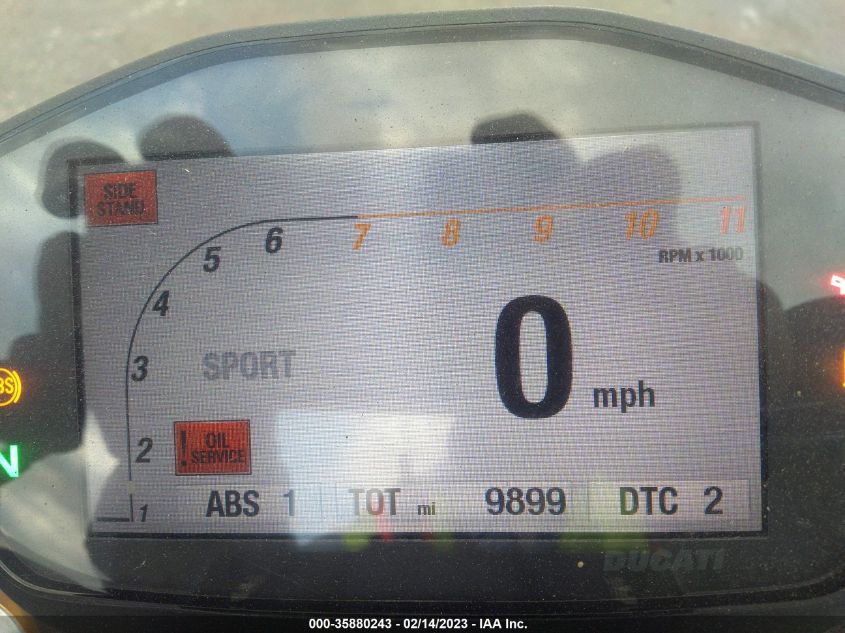 SIDE
STAND
1 2 3 4 5 6 7 8 9 10 11
RPM x 1000
SPORT
0 mph
! OIL
SERVICE
N
ABS 1 TOT mi 9899 DTC 2
DUCATI
000-35880243 - 02/14/2023 - IAA Inc.